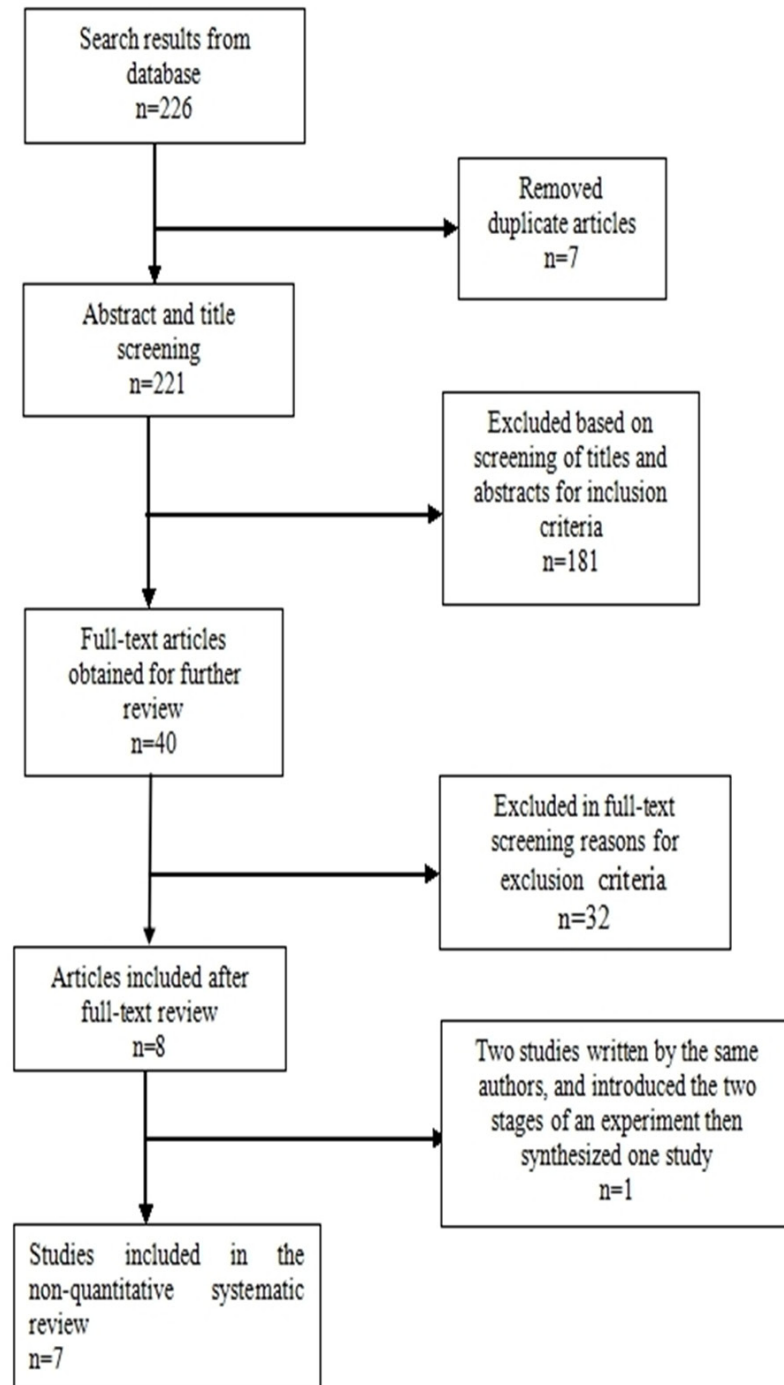 Search results from
database
n=226
Removed
duplicate articles
n=7
Abstract and title
screening
n=221
Excluded based on
screening of titles and
abstracts for inclusion
criteria
n=181
Full-text articles
obtained for further
review
n=40
Excluded in full-text
screening reasons for
exclusion criteria
n=32
Articles included after
full-text review
n=8
Two studies written by the same
authors, and introduced the two
stages of an experiment then
synthesized one study
n=1
Studies included in the
non-quantitative systematic
review
n=7